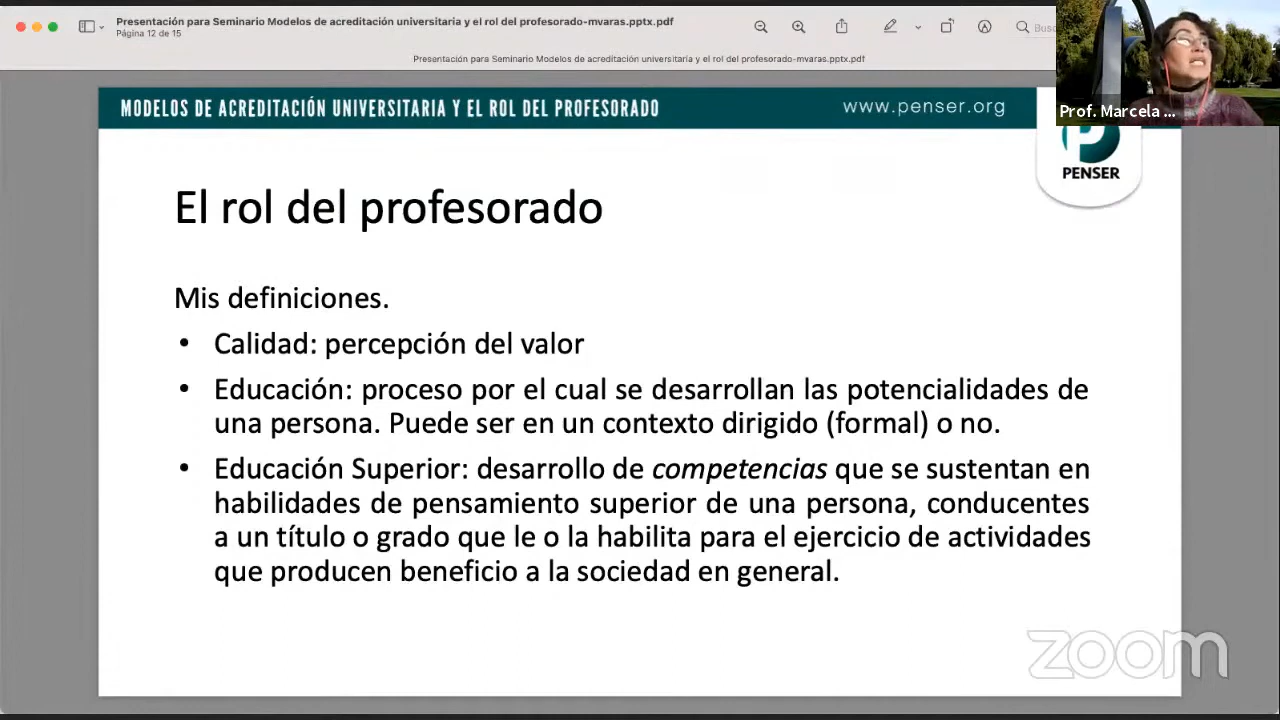 Presentación para Seminario Modelos de acreditación universitaria y el rol del profesorado-mvaras.pptx.pdf
Página 12 de 15
Presentación para Seminario Modelos de acreditación universitaria y el rol del profesorado-mvaras.pptx.pdf
MODELOS DE ACREDITACIÓN UNIVERSITARIA Y EL ROL DEL PROFESORADO
www.penser.org
Prof. Marcela ...
PENSER
El rol del profesorado
Mis definiciones.
• Calidad: percepción del valor
• Educación: proceso por el cual se desarrollan las potencialidades de
una persona. Puede ser en un contexto dirigido (formal) o no.
• Educación Superior: desarrollo de competencias que se sustentan en
habilidades de pensamiento superior de una persona, conducentes
a un título o grado que le o la habilita para el ejercicio de actividades
que producen beneficio a la sociedad en general.
zoom